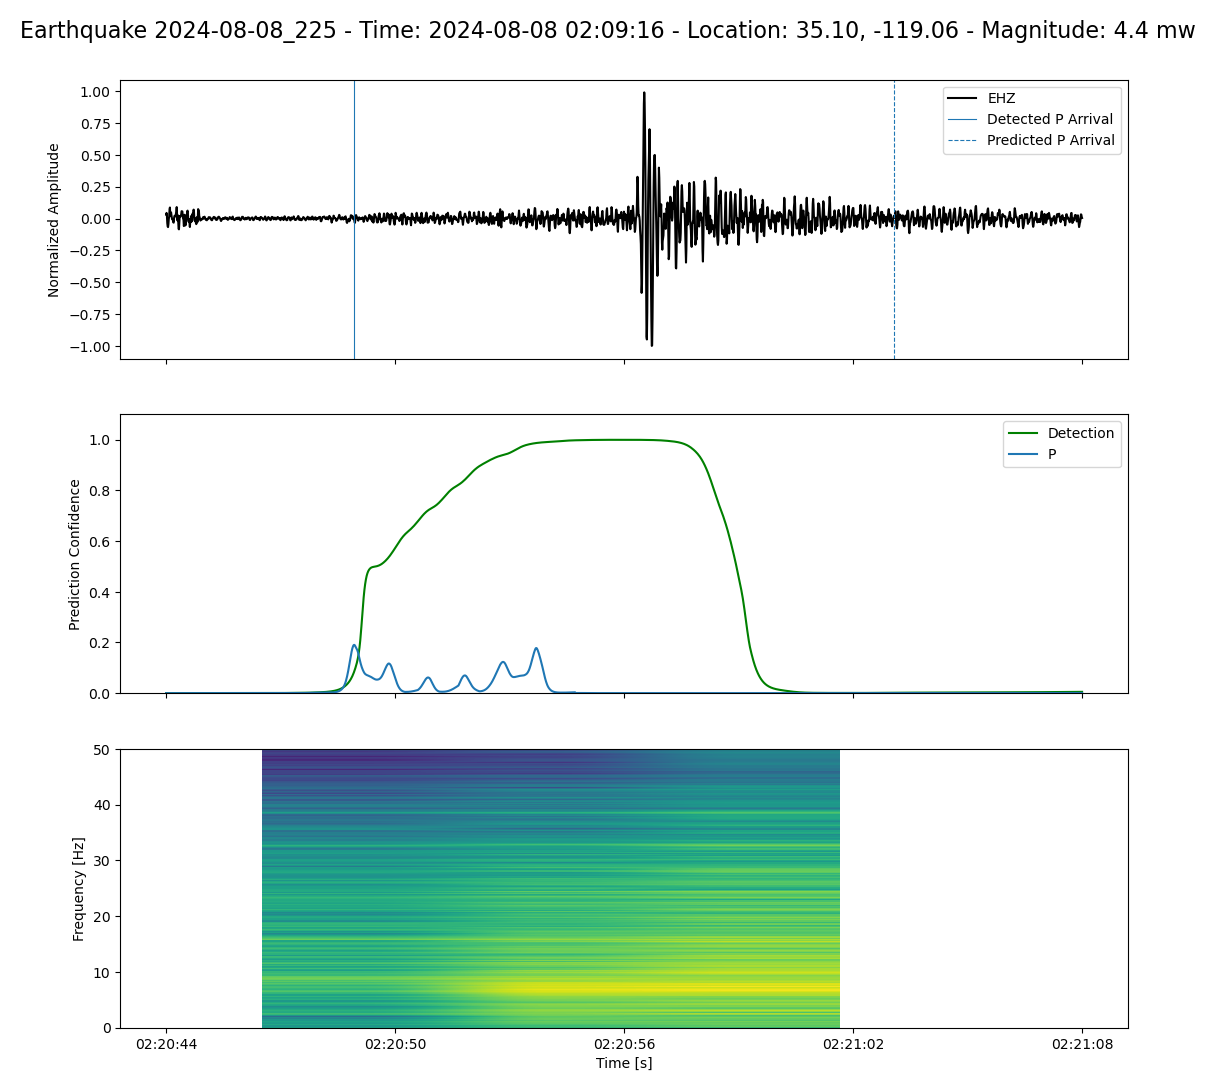 Earthquake 2024-08-08_225 - Time: 2024-08-08 02:09:16 - Location: 35.10, -119.06 - Magnitude: 4.4 mw
1.00
0.75
0.50
0.25
0.00
−0.25
−0.50
−0.75
−1.00
Normalized Amplitude
EHZ
Detected P Arrival
Predicted P Arrival
1.0
0.8
0.6
0.4
0.2
0.0
Prediction Confidence
Detection
P
50
40
30
20
10
0
Frequency [Hz]
02:20:44 02:20:50 02:20:56 02:21:02 02:21:08
Time [s]